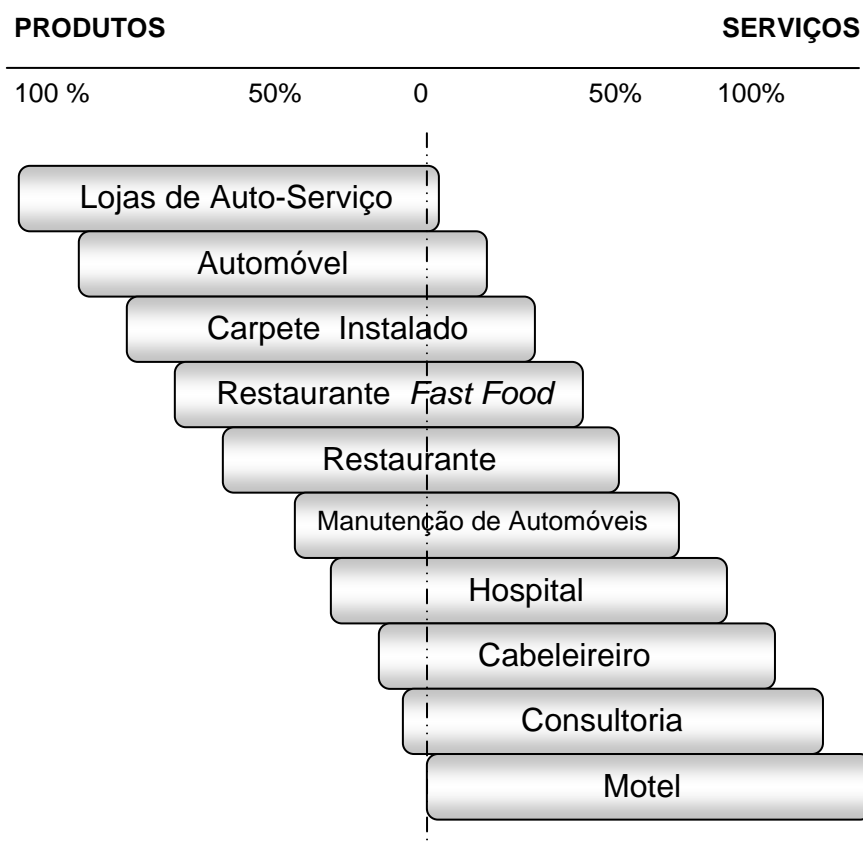 PRODUTOS SERVIÇOS
100 % 50% 0 50% 100%
Lojas de Auto-Serviço
Automóvel
Carpete Instalado
Restaurante Fast Food
Restaurante
Manutenção de Automóveis
Hospital
Cabeleireiro
Consultoria
Motel